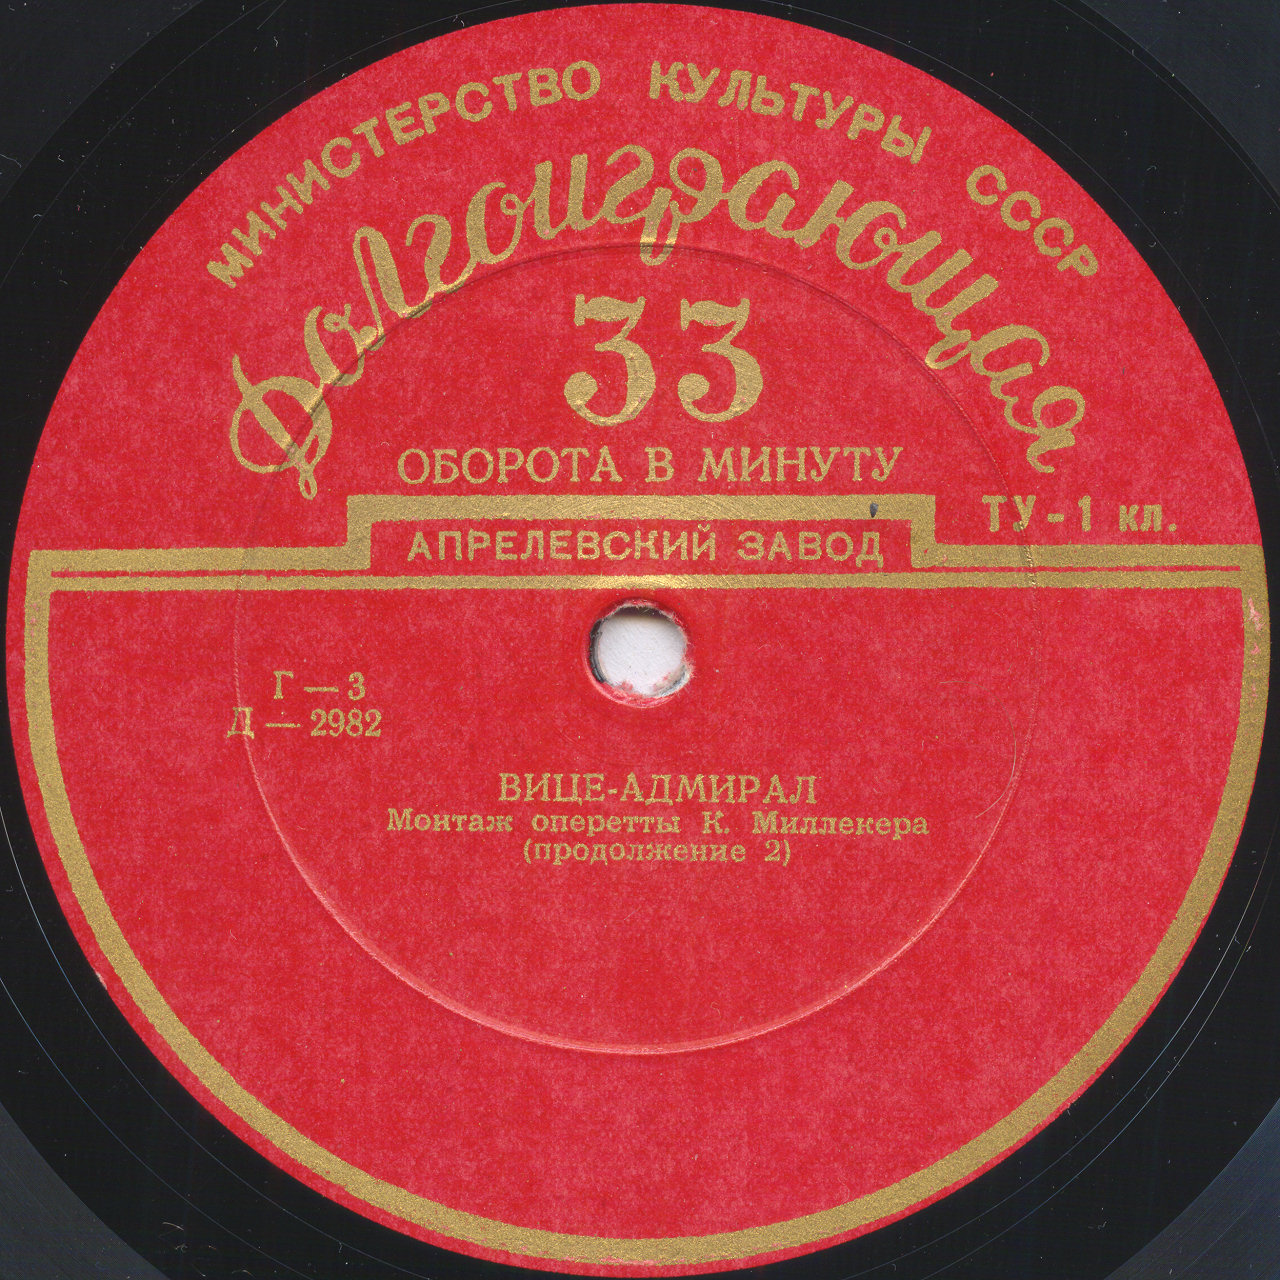 МИНИСТЕРСТВО КУЛЬТУРЫ СССР
Долгоиграющая
33
ОБОРОТА В МИНУТУ
ТУ-1 кл.
АПРЕЛЕВСКИЙ ЗАВОД
Г — 3
Д — 2982
ВИЦЕ-АДМИРАЛ
Монтаж оперетты К. Миллекера
(продолжение 2)